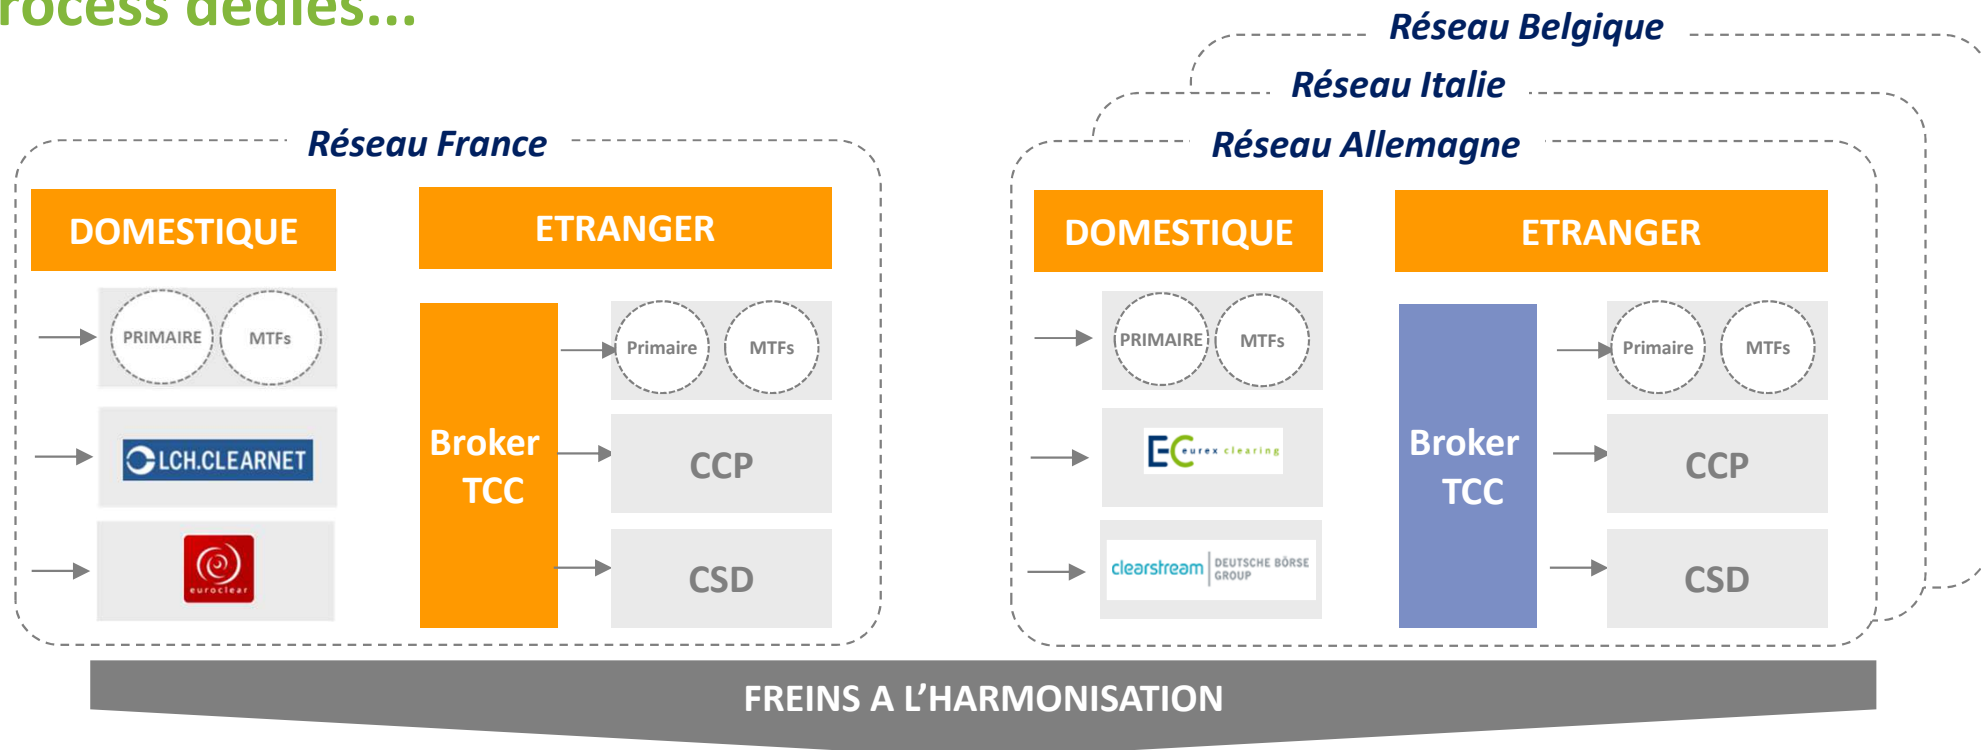 rocess dédiés...
Réseau France
DOMESTIQUE
ETRANGER
PRIMAIRE
MTFs
LCH.CLEARNET
euroclear
Broker
TCC
Primaire
MTFs
CCP
CSD
Réseau Belgique
Réseau Italie
Réseau Allemagne
DOMESTIQUE
ETRANGER
PRIMAIRE
MTFs
EC eurex clearing
clearstream
DEUTSCHE BÖRSE
GROUP
Broker
TCC
Primaire
MTFs
CCP
CSD
FREINS A L’HARMONISATION